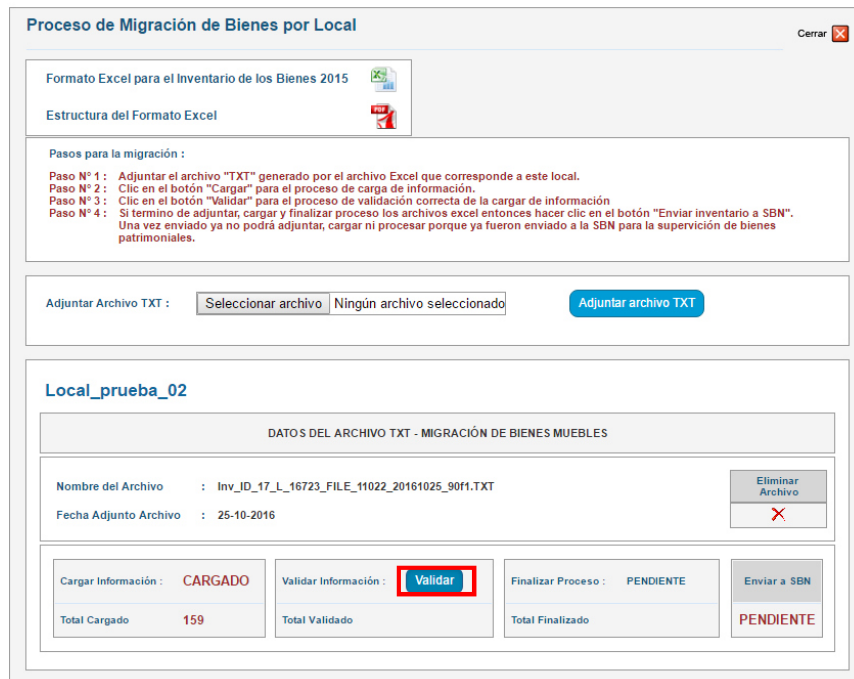 Proceso de Migración de Bienes por Local
Cerrar
Formato Excel para el Inventario de los Bienes 2015
Estructura del Formato Excel
Pasos para la migración :
Paso Nº 1 : Adjuntar el archivo "TXT" generado por el archivo Excel que corresponde a este local.
Paso Nº 2 : Clic en el botón "Cargar" para el proceso de carga de información.
Paso Nº 3 : Clic en el botón "Validar" para el proceso de validación correcta de la cargar de información
Paso Nº 4 : Si termino de adjuntar, cargar y finalizar proceso los archivos excel entonces hacer clic en el botón "Enviar inventario a SBN".
Una vez enviado ya no podrá adjuntar, cargar ni procesar porque ya fueron enviado a la SBN para la supervición de bienes
patrimoniales.
Adjuntar Archivo TXT : Seleccionar archivo Ningún archivo seleccionado Adjuntar archivo TXT
Local_prueba_02
DATOS DEL ARCHIVO TXT - MIGRACIÓN DE BIENES MUEBLES
Nombre del Archivo : Inv_ID_17_L_16723_FILE_11022_20161025_90f1.TXT
Fecha Adjunto Archivo : 25-10-2016
Eliminar
Archivo
Cargar Información : CARGADO
Total Cargado 159
Validar Información : Validar
Total Validado
Finalizar Proceso : PENDIENTE
Total Finalizado
Enviar a SBN
PENDIENTE